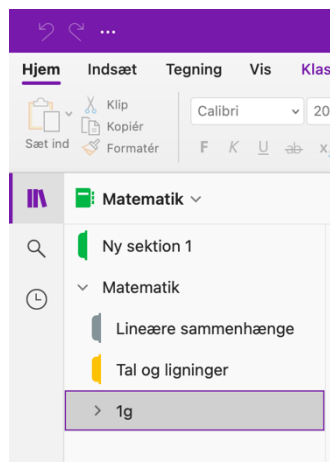 Hjem Indsæt Tegning Vis Klas
Sæt ind Klip
Kopiér
Formatér
Calibri 20
F K U ab x
Matematik
Ny sektion 1
Matematik
Lineære sammenhænge
Tal og ligninger
1g